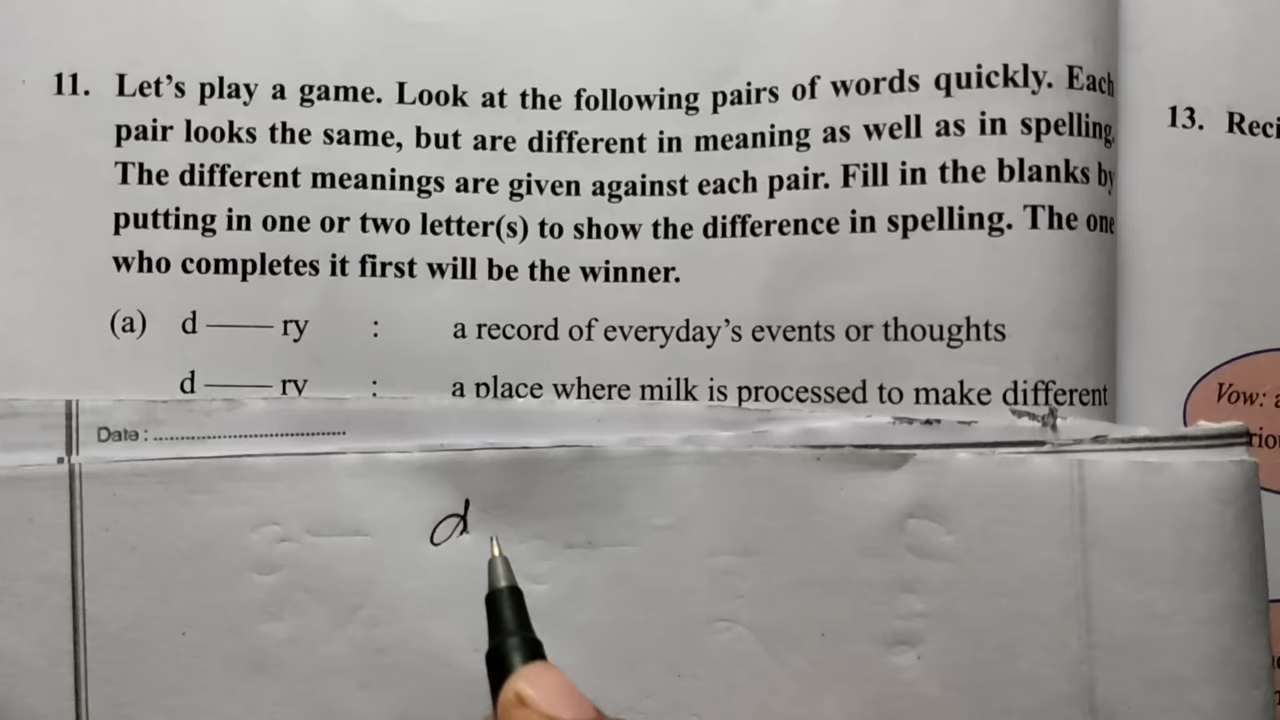 11. Let's play a game. Look at the following pairs of words quickly. Each
pair looks the same, but are different in meaning as well as in spelling.
The different meanings are given against each pair. Fill in the blanks by
putting in one or two letter(s) to show the difference in spelling. The one
who completes it first will be the winner.
(a) d —— ry : a record of everyday's events or thoughts
d —— ry : a place where milk is processed to make different
Date : ......................................
d
13. Reci
Vow: a
rio